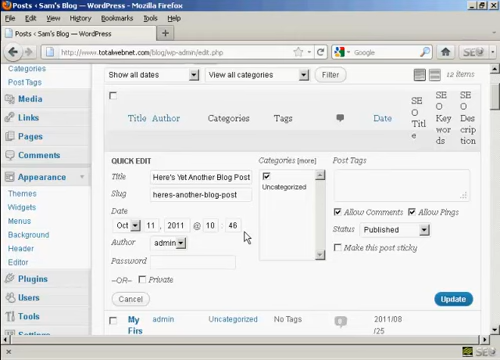 Posts ‹ Sam's Blog — WordPress - Mozilla Firefox
File Edit View History Bookmarks Tools Help
Posts ‹ Sam's Blog — WordPress
http://www.totalwebnet.com/blog/wp-admin/edit.php
Google
Categories
Post Tags
Media
Links
Pages
Comments
Appearance
Themes
Widgets
Menus
Background
Header
Editor
Plugins
Users
Tools
Settings
Show all dates
View all categories
Filter
12 items
Title Author Categories Tags Date
SEO Title
SEO Keywords
SEO Description
QUICK EDIT
Title Here's Yet Another Blog Post
Slug heres-another-blog-post
Date
Oct 11, 2011 @ 10 : 46
Author admin
Password
–OR– Private
Categories [more]
Uncategorized
Post Tags
Allow Comments Allow Pings
Status Published
Make this post sticky
Cancel
Update
My Firs admin Uncategorized No Tags 0 2011/08/25